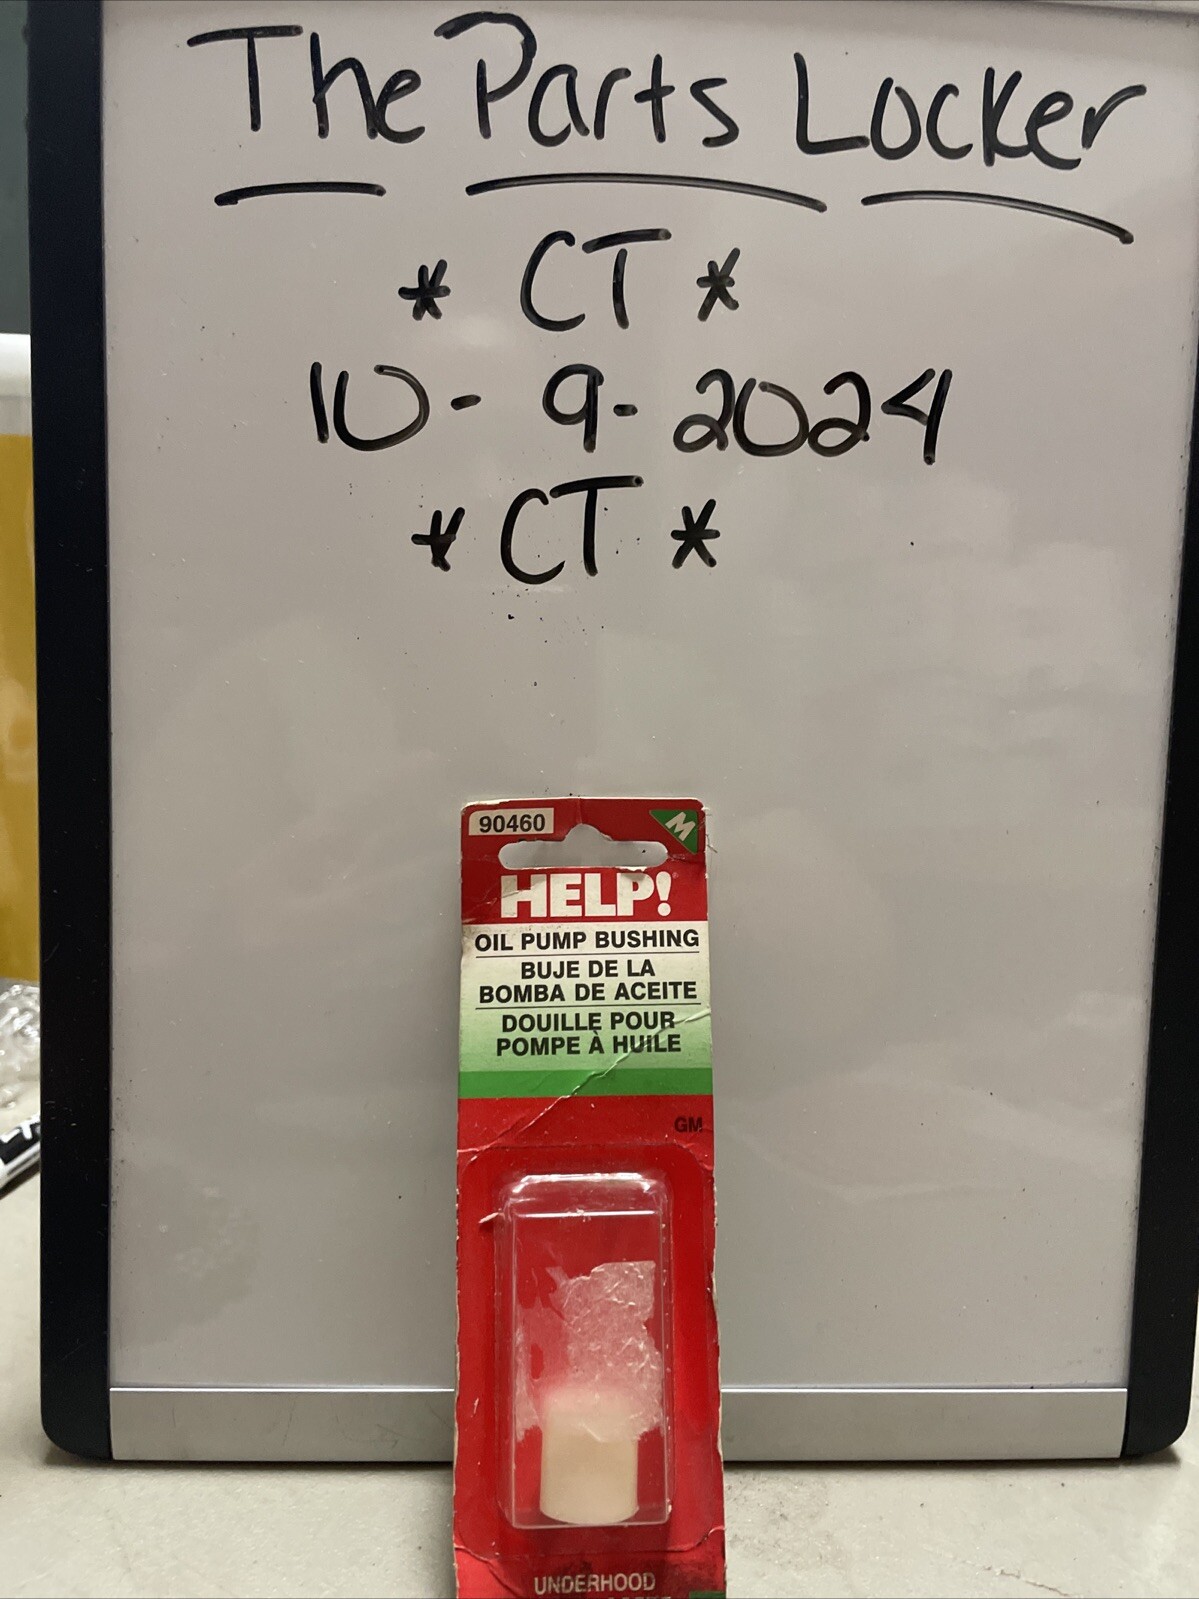 The Parts Locker
* CT *
10-9-2024
* CT *
90460
M
HELP!
OIL PUMP BUSHING
BUJE DE LA
BOMBA DE ACEITE
DOUILLE POUR
POMPE À HUILE
GM
UNDERHOOD